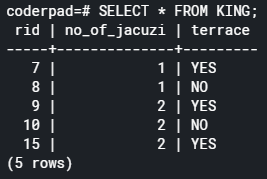 coderpad=# SELECT * FROM KING;
 rid | no_of_jacuzi | terrace
-----+--------------+---------
   7 |            1 | YES
   8 |            1 | NO
   9 |            2 | YES
  10 |            2 | NO
  15 |            2 | YES
(5 rows)